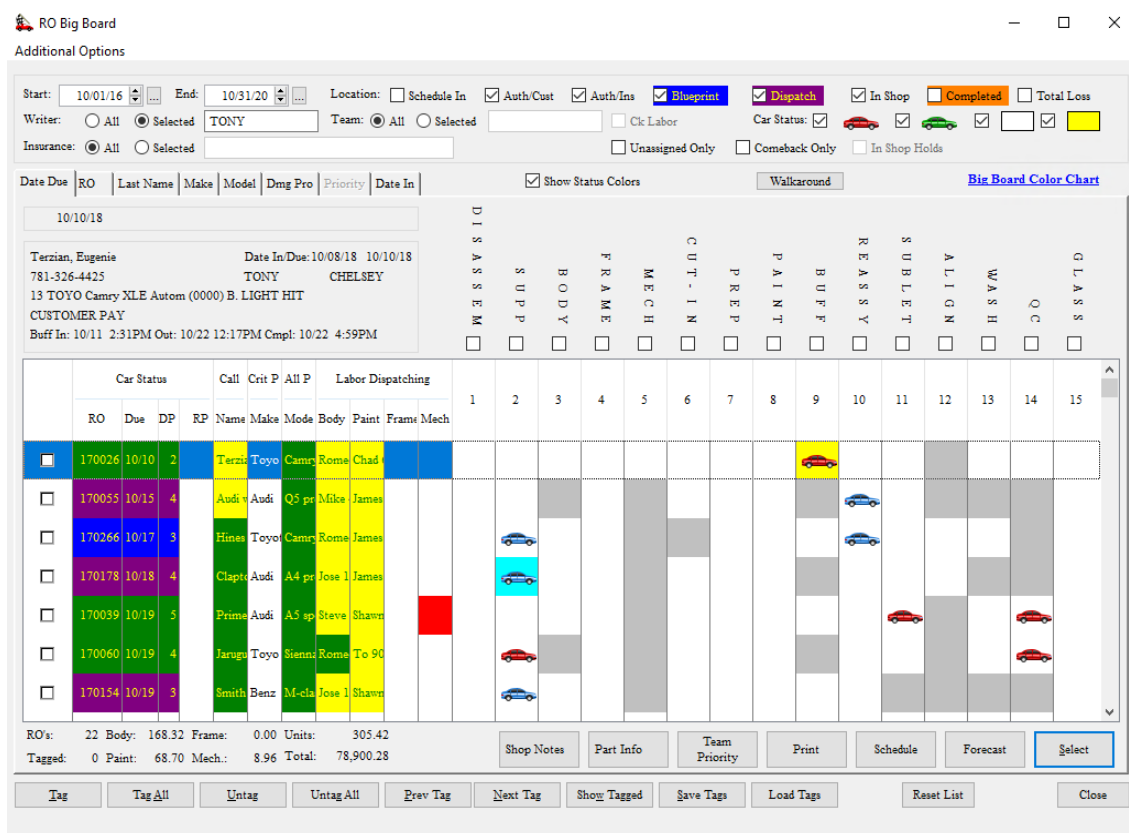 RO Big Board
Additional Options
Start: 10/01/16 ... End: 10/31/20 ... Location: Schedule In Auth/Cust Auth/Ins Blueprint Dispatch In Shop Completed Total Loss
Writer: All Selected TONY Team: All Selected Ck Labor Car Status:
Insurance: All Selected Unassigned Only Comeback Only In Shop Holds
Date Due RO Last Name Make Model Dmg Pro Priority Date In Show Status Colors Walkaround Big Board Color Chart
10/10/18
Terzian, Eugenie Date In/Due: 10/08/18 10/10/18
781-326-4425 TONY CHELSEY
13 TOYO Camry XLE Autom (0000) B. LIGHT HIT
CUSTOMER PAY
Buff In: 10/11 2:31PM Out: 10/22 12:17PM Cmpl: 10/22 4:59PM
DISASSEM SUPP BODY FRAME MECH CUT-IN PREP PAINT BUFF REASSY SUBLET ALIGN WASH QC GLASS
Car Status Call Crit P All P Labor Dispatching
1 2 3 4 5 6 7 8 9 10 11 12 13 14 15
RO Due DP RP Name Make Mode Body Paint Frame Mech
170026 10/10 2 Terzia Toyo Camry Rome Chad
170055 10/15 4 Audi v Audi Q5 pr Mike James
170266 10/17 3 Hines Toyot Camry Rome James
170178 10/18 4 Clapto Audi A4 pr Jose 1 James
170039 10/19 5 Prime Audi A5 sp Steve Shawn
170060 10/19 4 Jarugu Toyo Sienna Rome To 90
170154 10/19 3 Smith Benz M-cla Jose 1 Shawn
RO's: 22 Body: 168.32 Frame: 0.00 Units: 305.42
Tagged: 0 Paint: 68.70 Mech.: 8.96 Total: 78,900.28
Shop Notes Part Info Team Priority Print Schedule Forecast Select
Tag Tag All Untag Untag All Prev Tag Next Tag Show Tagged Save Tags Load Tags Reset List Close